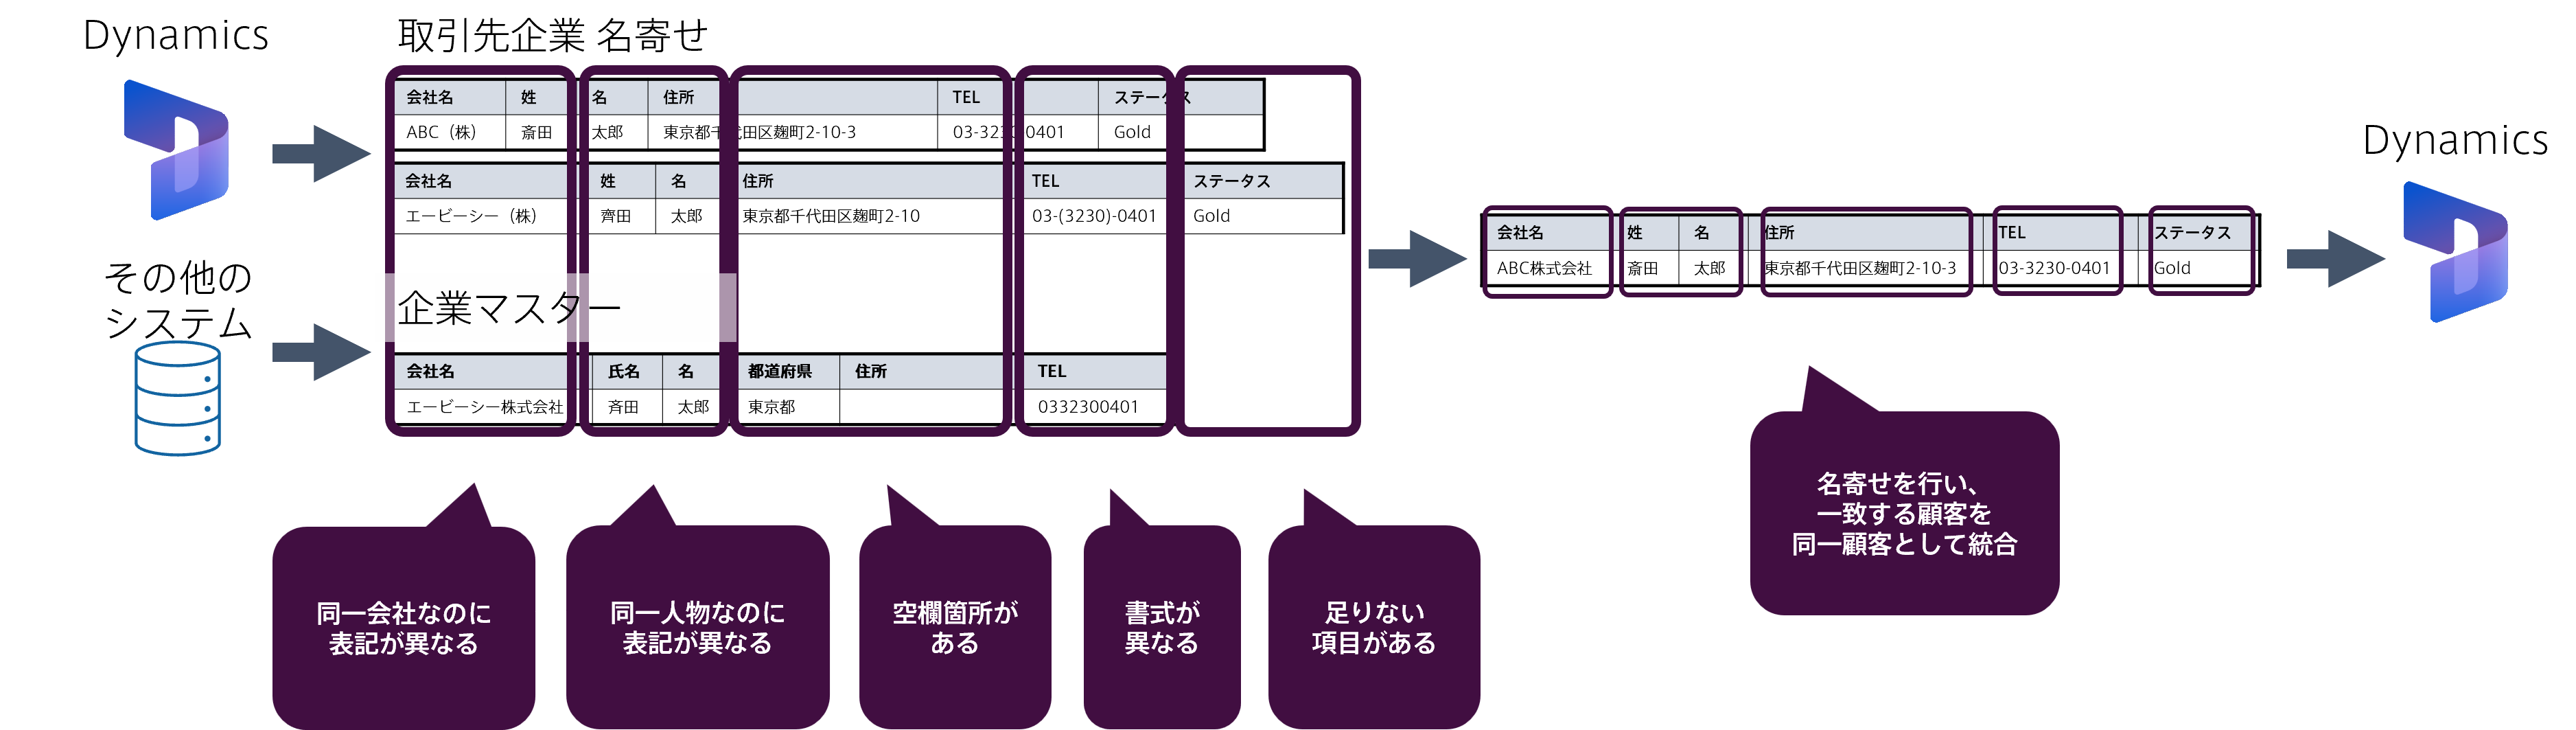 Dynamics
取引先企業 名寄せ
会社名 姓 名 住所 TEL ステータス
ABC（株） 斎田 太郎 東京都千代田区麹町2-10-3 03-3230-0401 Gold
会社名 姓 名 住所 TEL ステータス
エービーシー（株） 齊田 太郎 東京都千代田区麹町2-10 03-(3230)-0401 Gold
その他の
システム
企業マスター
会社名 氏名 名 都道府県 住所 TEL
エービーシー株式会社 斉田 太郎 東京都 0332300401
会社名 姓 名 住所 TEL ステータス
ABC株式会社 斎田 太郎 東京都千代田区麹町2-10-3 03-3230-0401 Gold
Dynamics
同一会社なのに
表記が異なる
同一人物なのに
表記が異なる
空欄箇所が
ある
書式が
異なる
足りない
項目がある
名寄せを行い、
一致する顧客を
同一顧客として統合